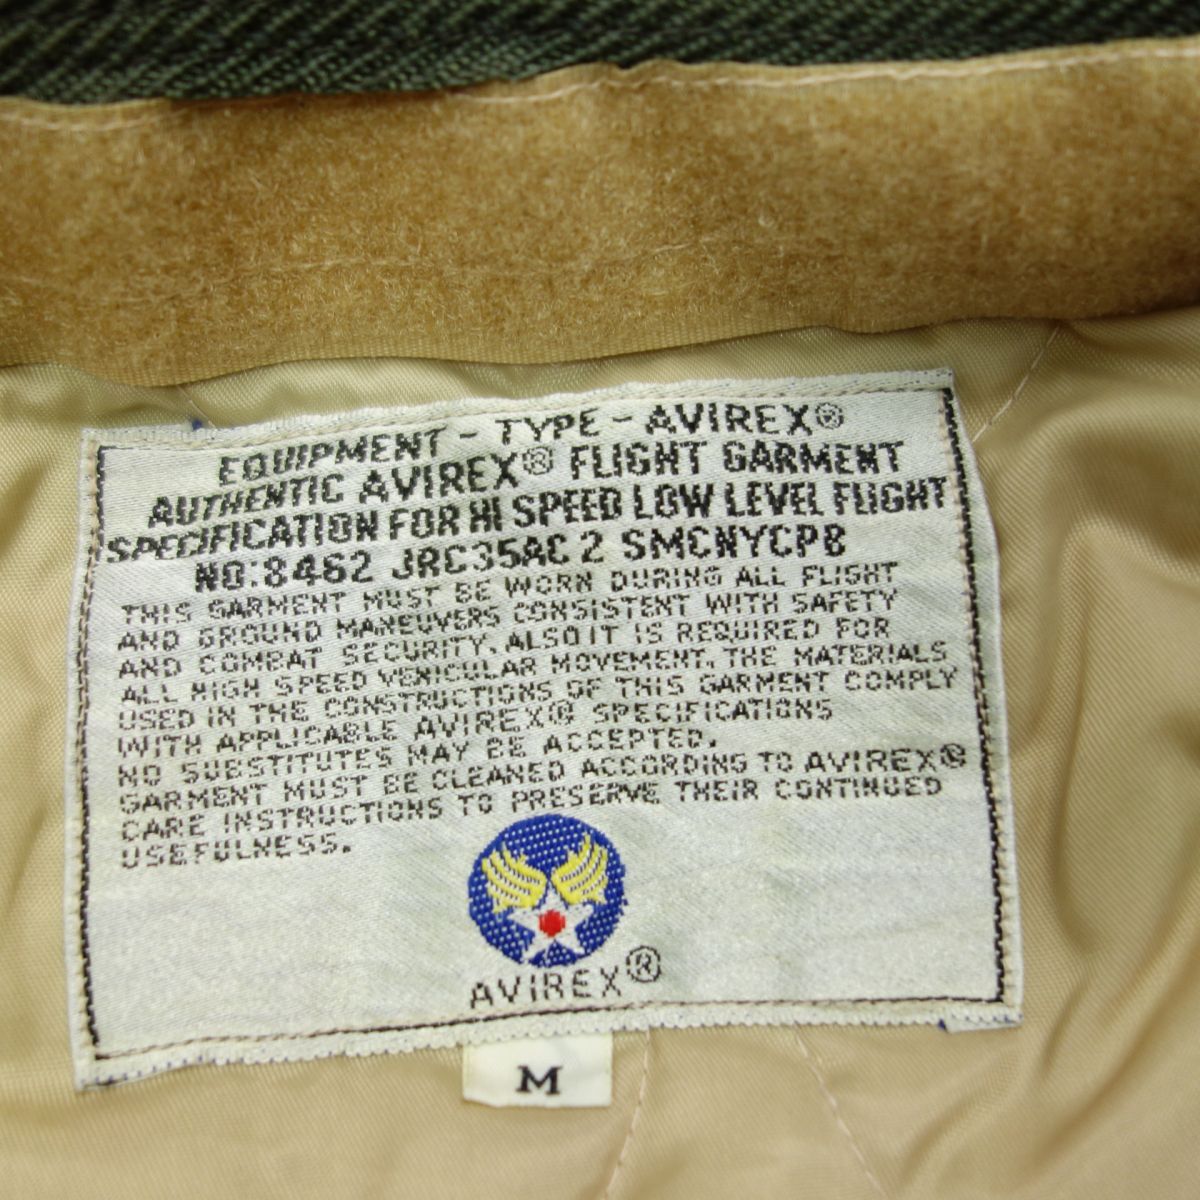 EQUIPMENT - TYPE - AVIREX®
AUTHENTIC AVIREX® FLIGHT GARMENT
SPECIFICATION FOR HI SPEED LOW LEVEL FLIGHT
NO:8462 JRC35AC2 SMCNYCP8
THIS GARMENT MUST BE WORN DURING ALL FLIGHT
AND GROUND MANEUVERS CONSISTENT WITH SAFETY
AND COMBAT SECURITY. ALSO IT IS REQUIRED FOR
ALL HIGH SPEED VEHICULAR MOVEMENT. THE MATERIALS
USED IN THE CONSTRUCTIONS OF THIS GARMENT COMPLY
WITH APPLICABLE AVIREX® SPECIFICATIONS
NO SUBSTITUTES MAY BE ACCEPTED.
GARMENT MUST BE CLEANED ACCORDING TO AVIREX®
CARE INSTRUCTIONS TO PRESERVE THEIR CONTINUED
USEFULNESS.
AVIREX®
M